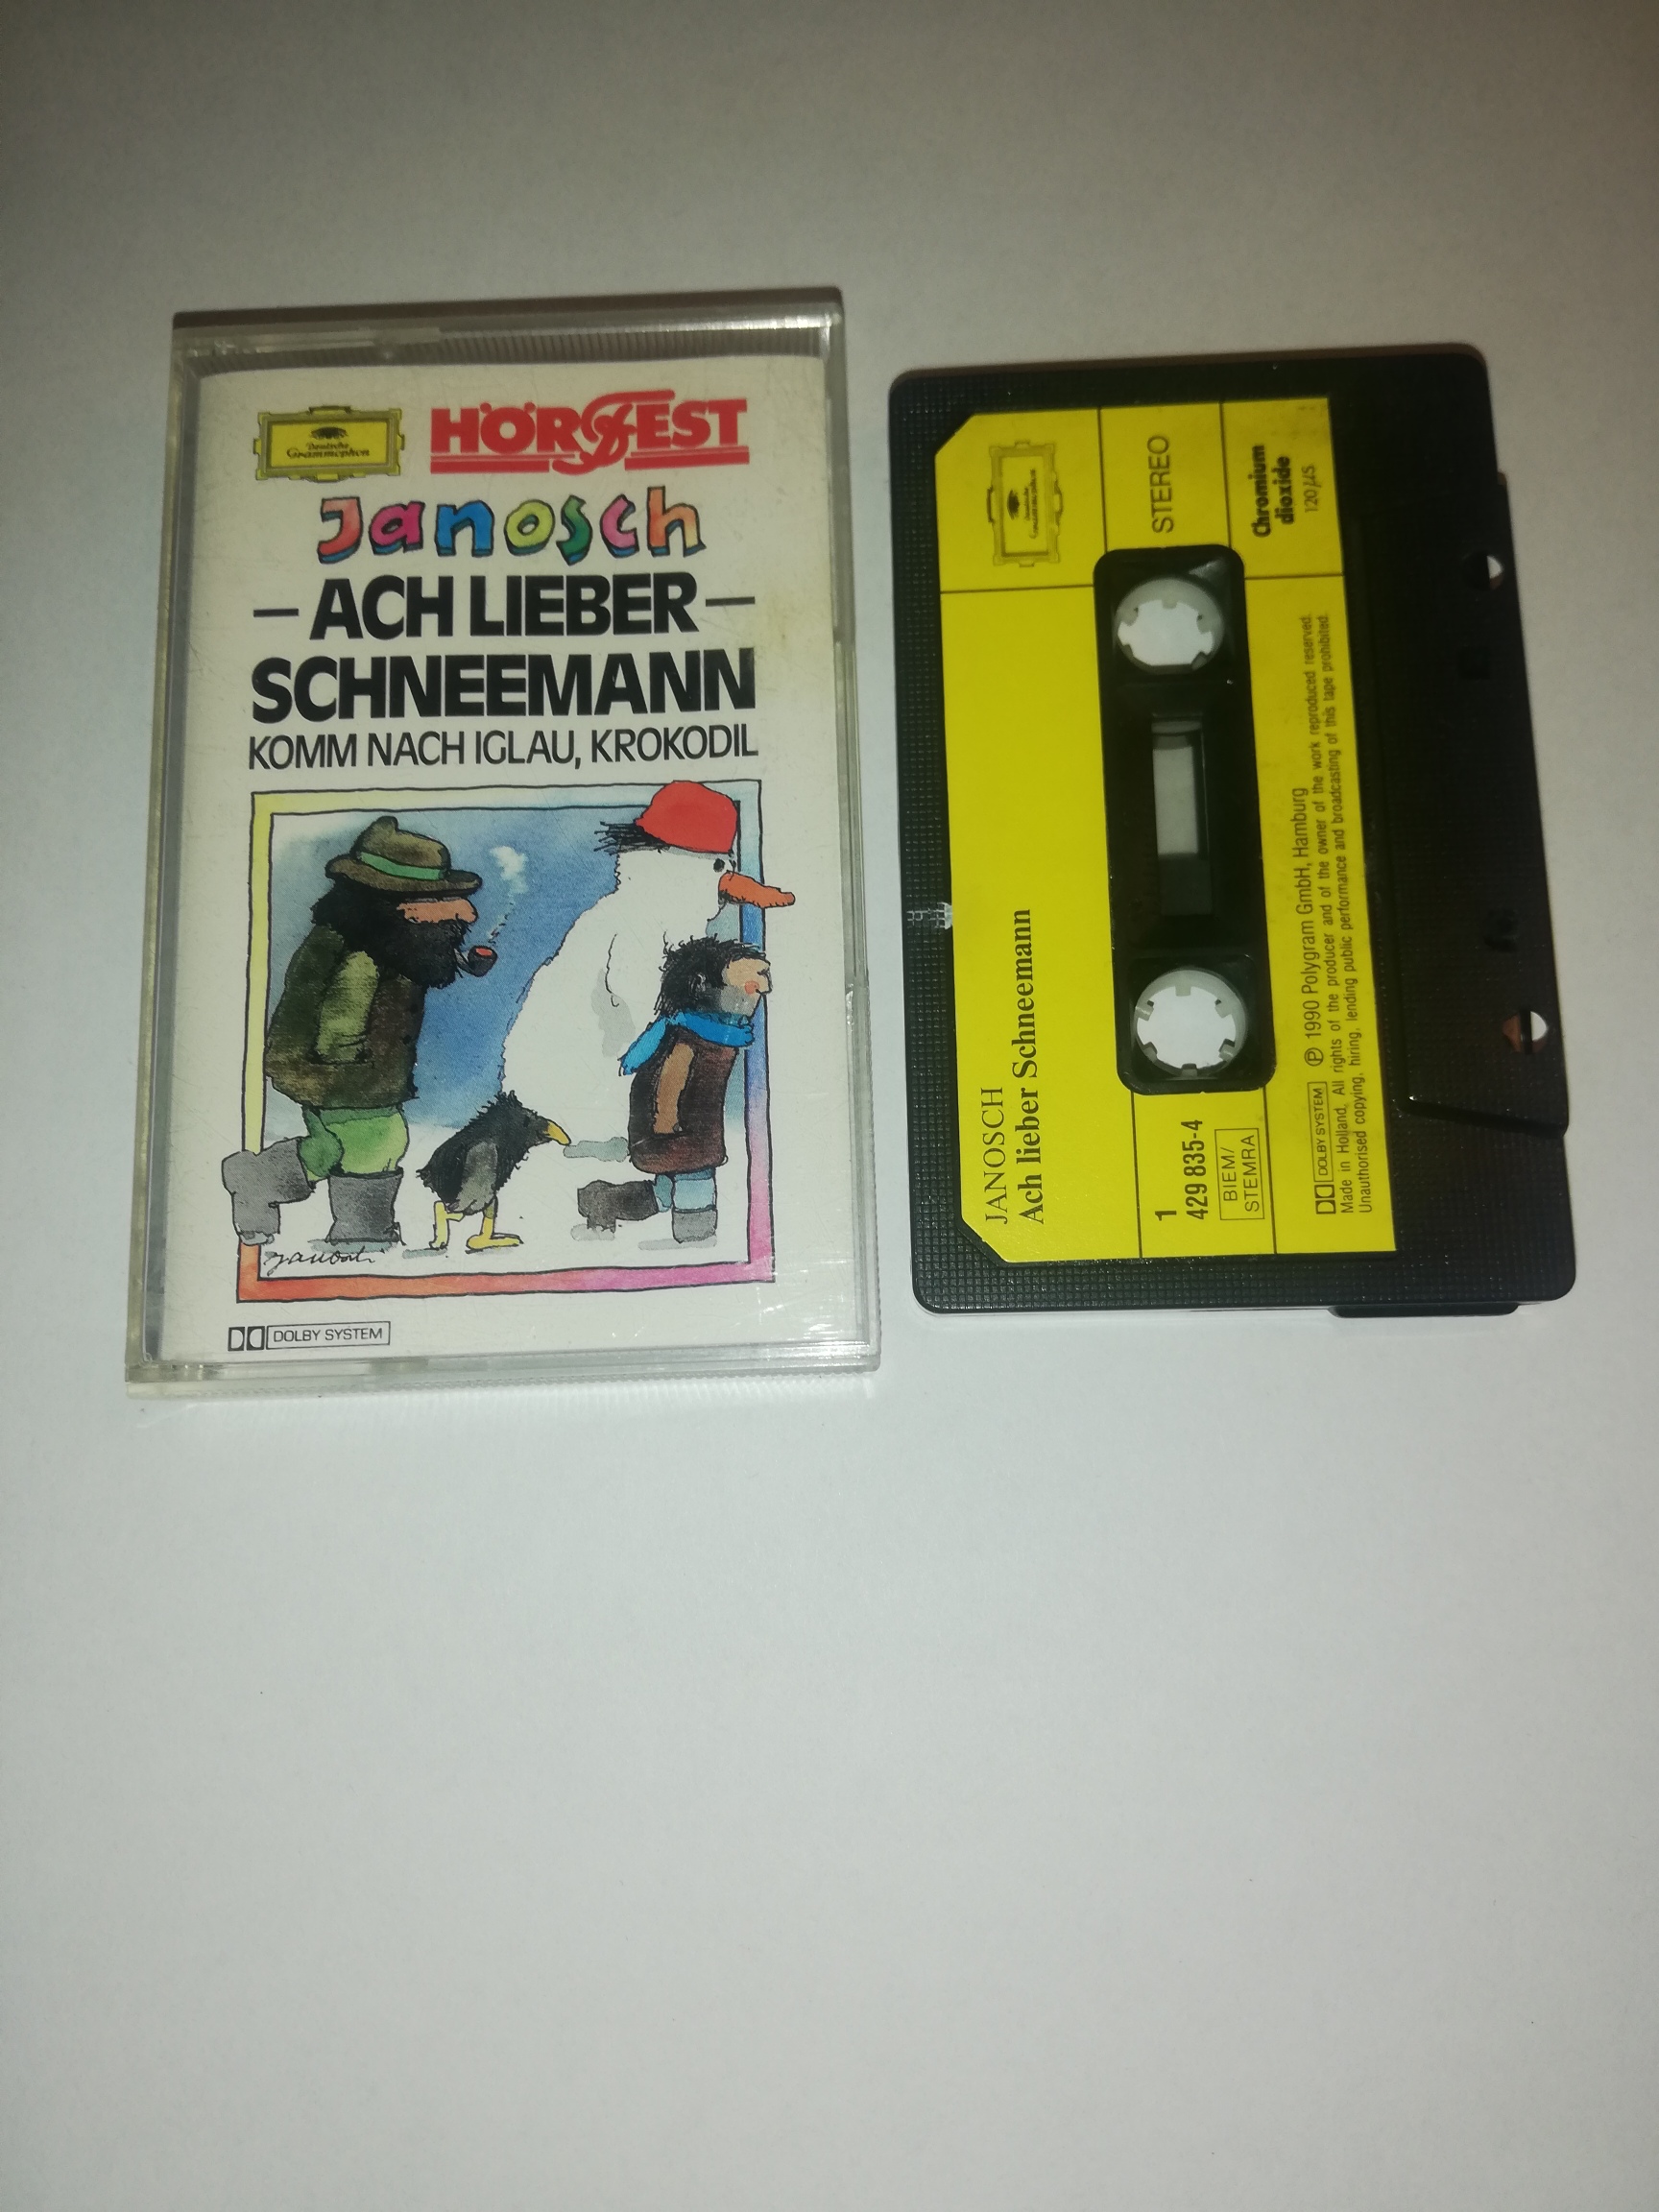 Deutsche
Grammophon
HÖRFEST
Janosch
– ACH LIEBER –
SCHNEEMANN
KOMM NACH IGLAU, KROKODIL
Janosch
DOLBY SYSTEM
STEREO
Chromium
dioxide
120 µs
JANOSCH
Ach lieber Schneemann
1
429 835-4
BIEM/
STEMRA
DOLBY SYSTEM ℗ 1990 Polygram GmbH, Hamburg
Made in Holland. All rights of the producer and of the owner of the work reproduced reserved.
Unauthorised copying, hiring, lending public performance and broadcasting of this tape prohibited.